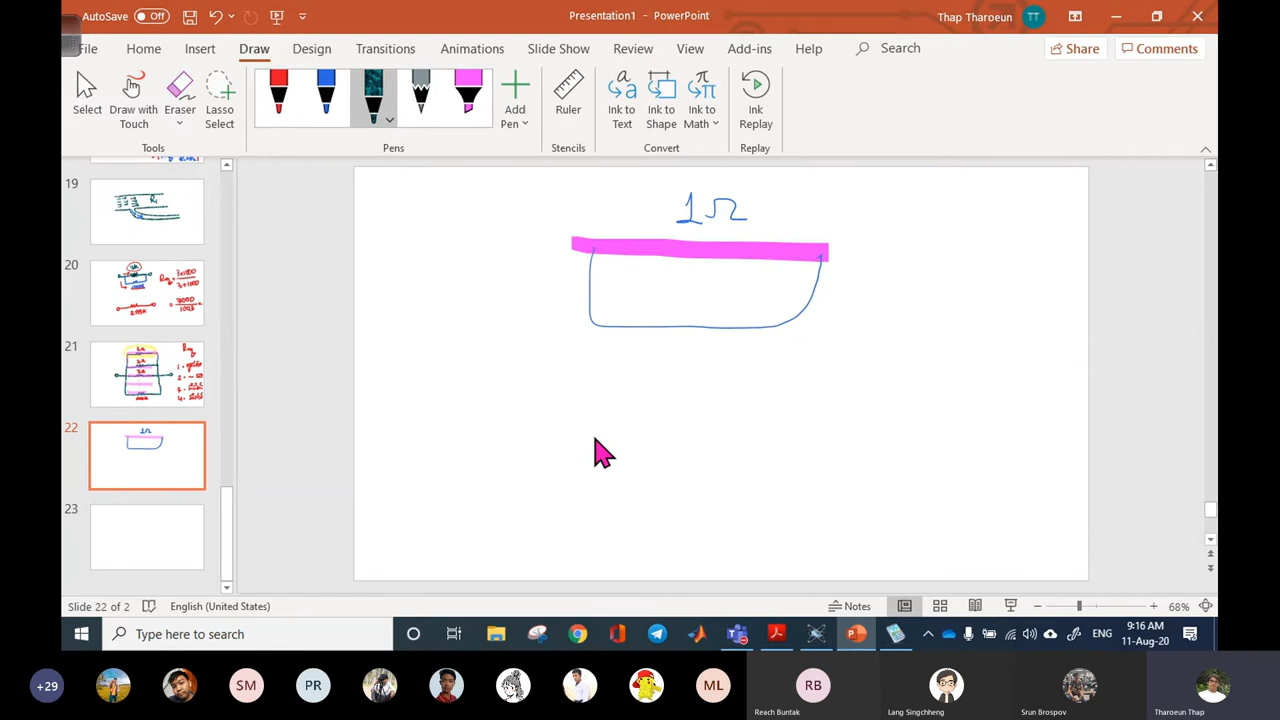 AutoSave Off
Presentation1 - PowerPoint
Thap Tharoeun TT
File Home Insert Draw Design Transitions Animations Slide Show Review View Add-ins Help Search Share Comments
Select
Draw with Touch
Eraser
Lasso Select
Add Pen
Ruler
Ink to Text
Ink to Shape
Ink to Math
Ink Replay
Tools Pens Stencils Convert Replay
1Ω
19
20
21
22
23
Slide 22 of 2 English (United States) Notes 68%
Type here to search
ENG
9:16 AM
11-Aug-20
+29 SM PR ML RB
Reach Buntak
Lang Singchheng
Srun Brospov
Tharoeun Thap